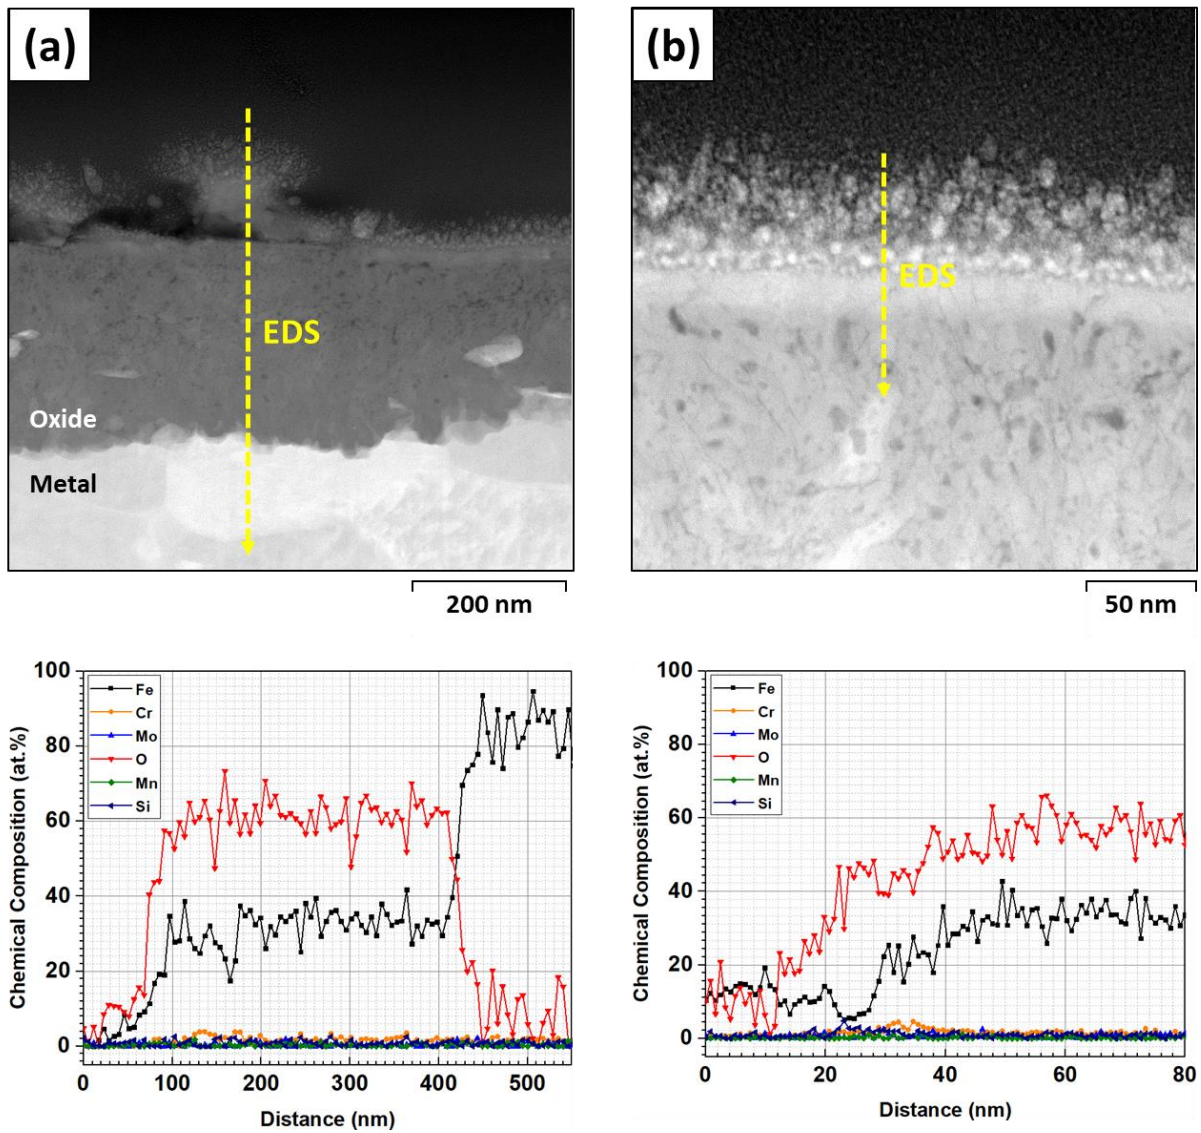 (a)
EDS
Oxide
Metal
200 nm
(b)
EDS
50 nm
100
80
60
40
20
0
Chemical Composition (at.%)
Fe
Cr
Mo
O
Mn
Si
0 100 200 300 400 500
Distance (nm)
100
80
60
40
20
0
Chemical Composition (at.%)
Fe
Cr
Mo
O
Mn
Si
0 20 40 60 80
Distance (nm)